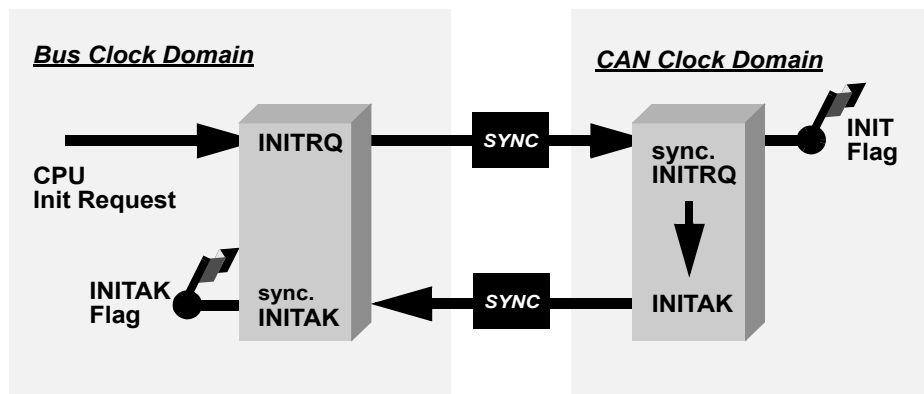 Bus Clock Domain
CAN Clock Domain
INITRQ
SYNC
sync.
INITRQ
INIT
Flag
CPU
Init Request
INITAK
Flag
sync.
INITAK
SYNC
INITAK